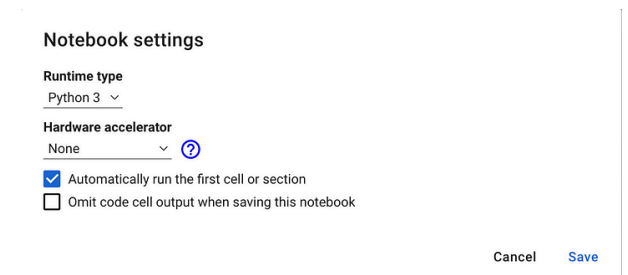 Notebook settings
Runtime type
Python 3
Hardware accelerator
None ?
Automatically run the first cell or section
Omit code cell output when saving this notebook
Cancel Save